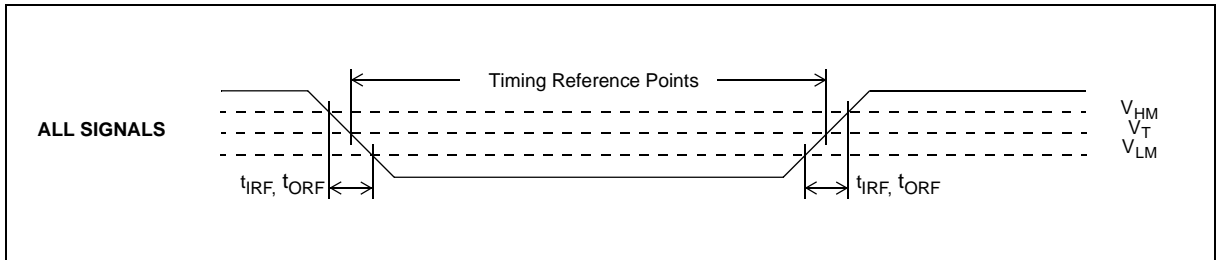 Timing Reference Points
ALL SIGNALS
VHM
VT
VLM
tIRF, tORF
tIRF, tORF